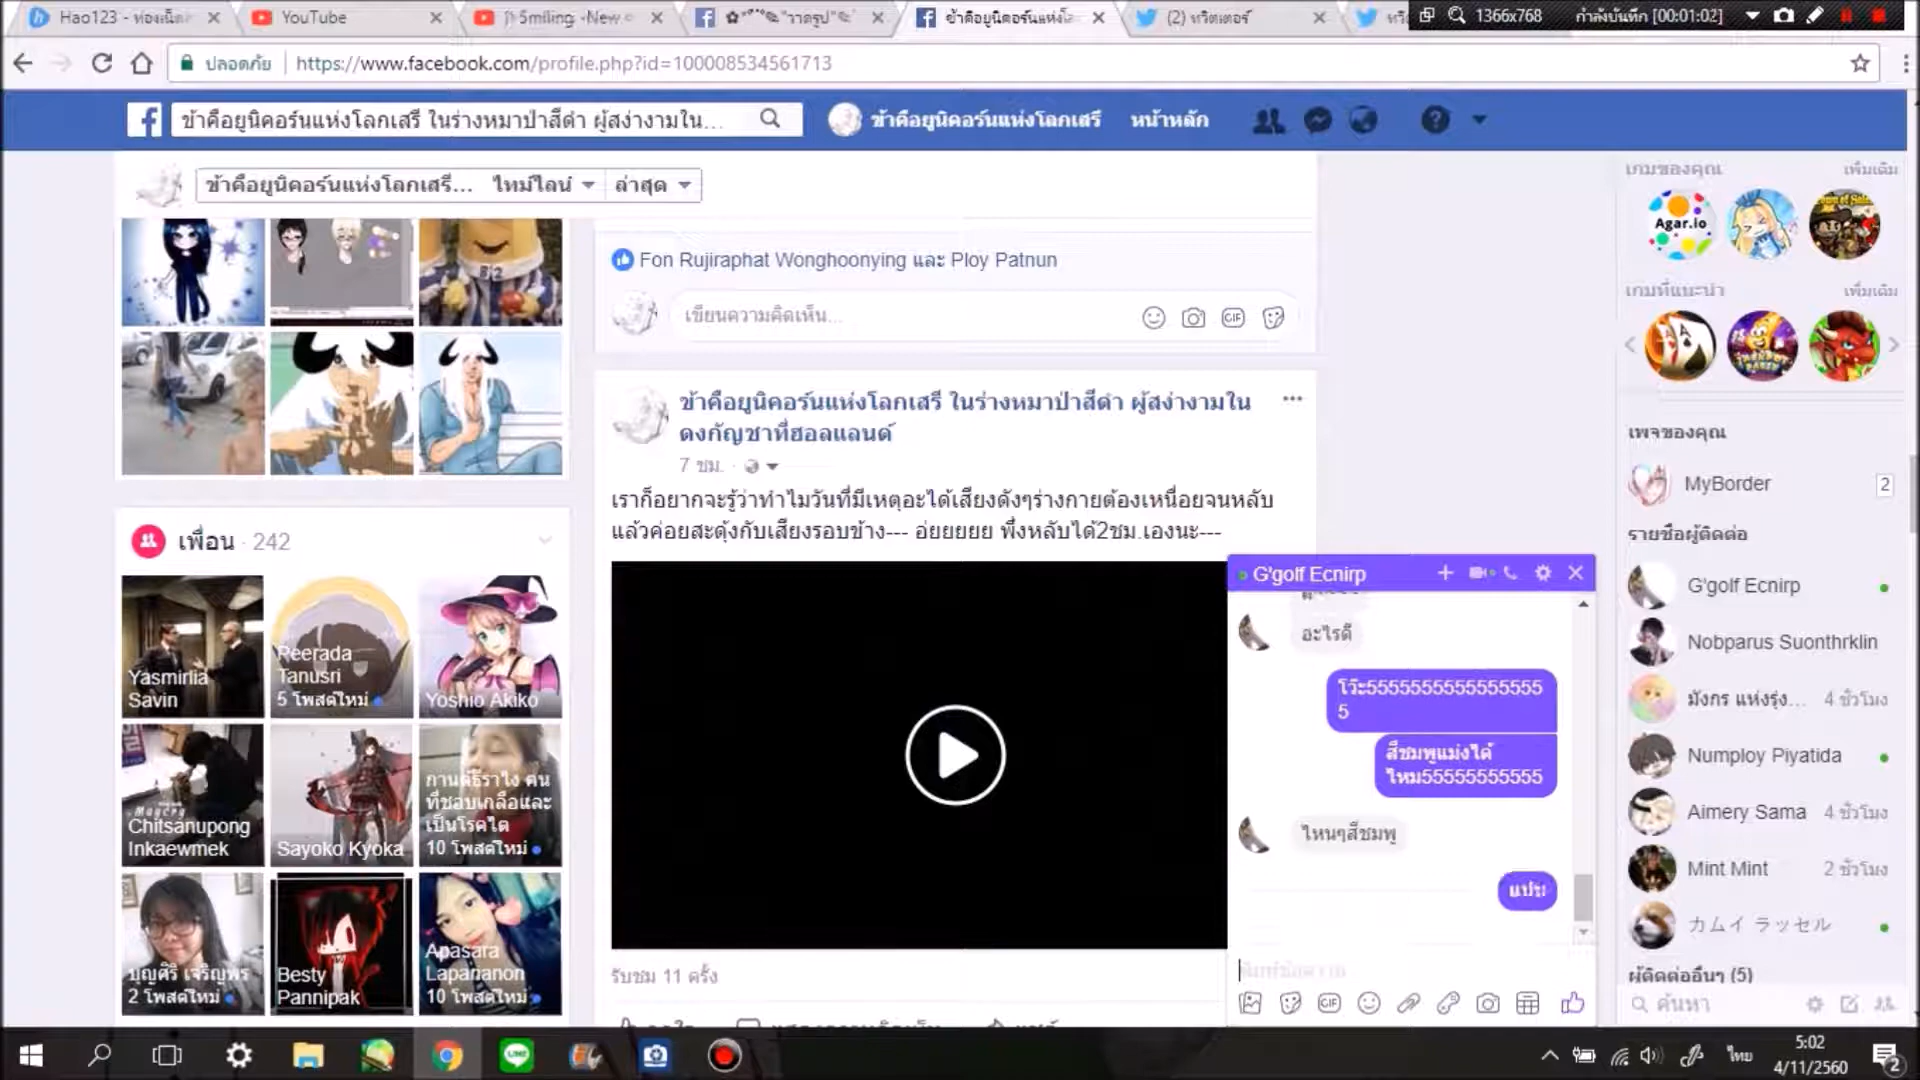 Hao123 - ท่องเน็ต
YouTube
Smiling -New
"วาดรูป"
ข้าคือยูนิคอร์นแห่งโล
(2) ทวิตเตอร์
1366x768
กำลังบันทึก [00:01:02]
ปลอดภัย
https://www.facebook.com/profile.php?id=100008534561713
ข้าคือยูนิคอร์นแห่งโลกเสรี ในร่างหมาป่าสีดำ ผู้สง่างามใน...
ข้าคือยูนิคอร์นแห่งโลกเสรี
หน้าหลัก
ข้าคือยูนิคอร์นแห่งโลกเสรี...
ไทม์ไลน์
ล่าสุด
Fon Rujiraphat Wonghoonying และ Ploy Patnun
เขียนความคิดเห็น...
GIF
ข้าคือยูนิคอร์นแห่งโลกเสรี ในร่างหมาป่าสีดำ ผู้สง่างามใน
ดงกัญชาที่ฮอลแลนด์
7 ชม.
เราก็อยากจะรู้ว่าทำไมวันที่มีเหตุอะไต้เสียงดังๆร่างกายต้องเหนื่อยจนหลับ
แล้วค่อยสะดุ้งกับเสียงรอบข้าง--- อ่ยยยยย พึ่งหลับได้2ชม.เองนะ---
รับชม 11 ครั้ง
เพื่อน · 242
Yasmirlia
Savin
Peerada
Tanusri
5 โพสต์ใหม่
Yoshio Akiko
Chitsanupong
Inkaewmek
Sayoko Kyoka
กานต์ธีราไง คน
ที่ชอบเกลือและ
เป็นโรคไต
10 โพสต์ใหม่
บุญศิริ เจริญพร
2 โพสต์ใหม่
Besty
Pannipak
Apasara
Lapananon
10 โพสต์ใหม่
G'golf Ecnirp
อะไรดี
โว๊ะ5555555555555555
5
สีชมพูแม่งได้
ไหม55555555555
ไหนๆสีชมพู
แปร๊บ
พิมพ์ข้อความ
GIF
เกมของคุณ
เพิ่มเติม
Agar.io
เกมที่แนะนำ
เพิ่มเติม
เพจของคุณ
MyBorder
2
รายชื่อผู้ติดต่อ
G'golf Ecnirp
Nobparus Suonthrklin
มังกร แห่งรุ่ง...
4 ชั่วโมง
Numploy Piyatida
Aimery Sama
4 ชั่วโมง
Mint Mint
2 ชั่วโมง
カムイ ラッセル
ผู้ติดต่ออื่นๆ (5)
ค้นหา
LINE
ไทย
5:02
4/11/2560
2